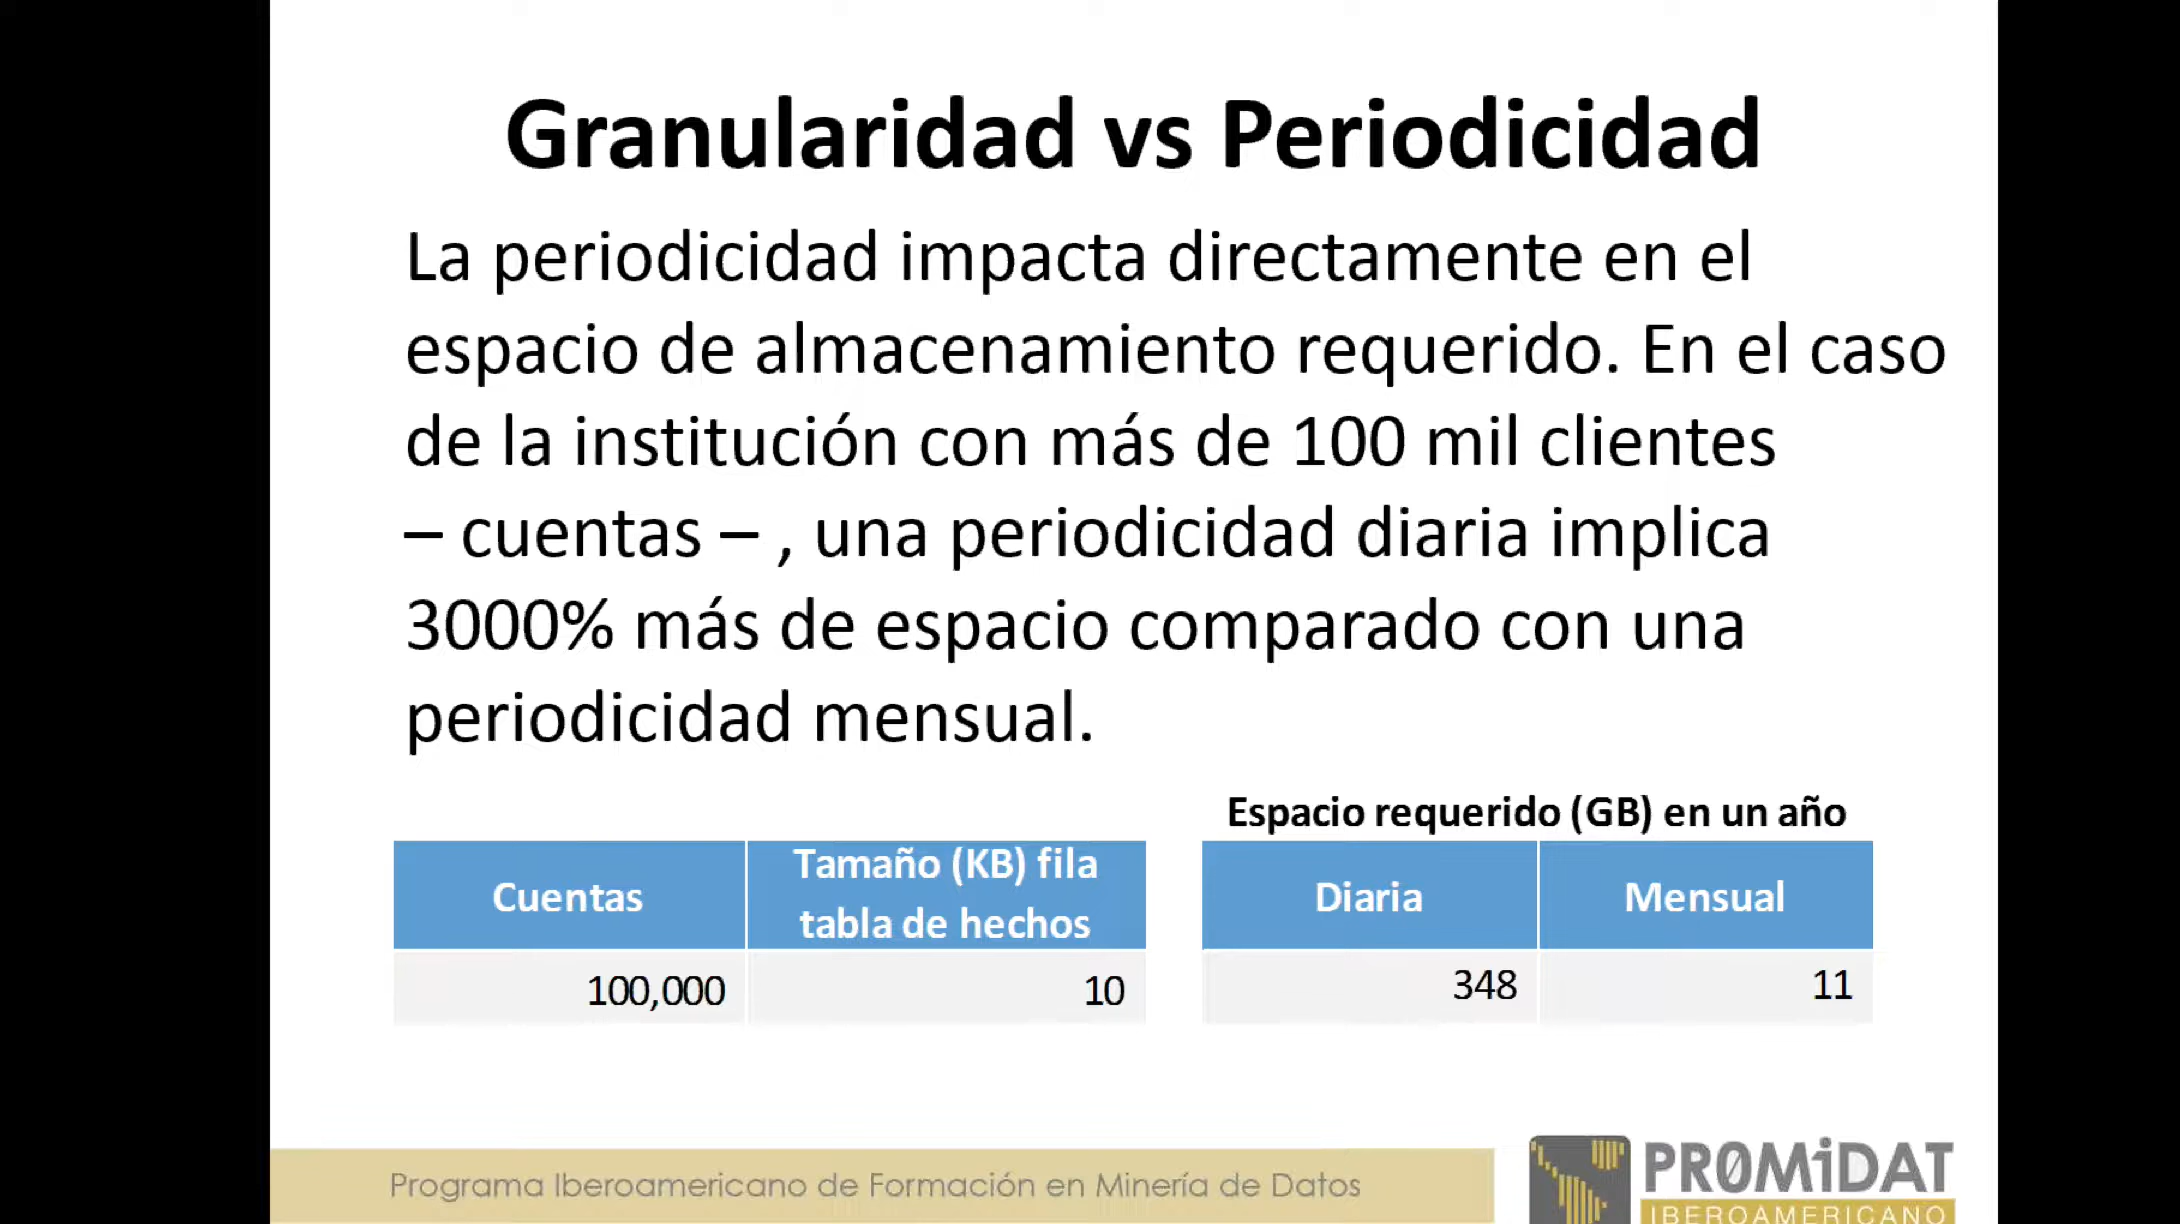 Granularidad vs Periodicidad
La periodicidad impacta directamente en el
espacio de almacenamiento requerido. En el caso
de la institución con más de 100 mil clientes
– cuentas – , una periodicidad diaria implica
3000% más de espacio comparado con una
periodicidad mensual.
Cuentas
Tamaño (KB) fila
tabla de hechos
100,000
10
Espacio requerido (GB) en un año
Diaria
Mensual
348
11
Programa Iberoamericano de Formación en Minería de Datos
PR0MiDAT
IBEROAMERICANO